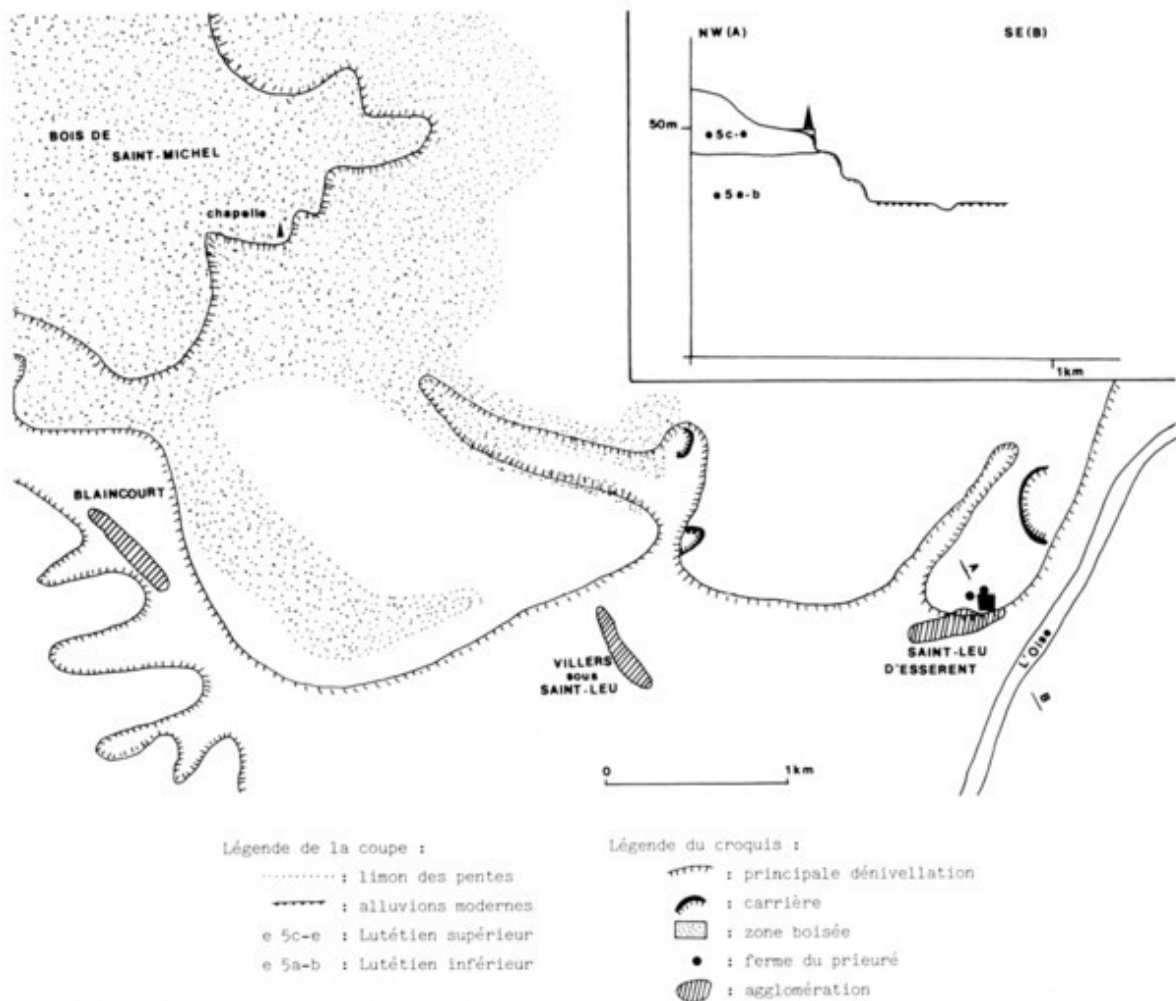 NW (A)
SE (B)
50m
5c-e
5e-b
1km
BOIS DE
SAINT-MICHEL
chapelle
BLAINCOURT
VILLERS
sous
SAINT-LEU
A
SAINT-LEU
D'ESSERENT
L'Oise
B
0 1km
Légende de la coupe :
: limon des pentes
: alluvions modernes
e 5c-e : Lutétien supérieur
e 5a-b : Lutétien inférieur
Légende du croquis :
: principale dénivellation
: carrière
: zone boisée
: ferme du prieuré
: agglomération